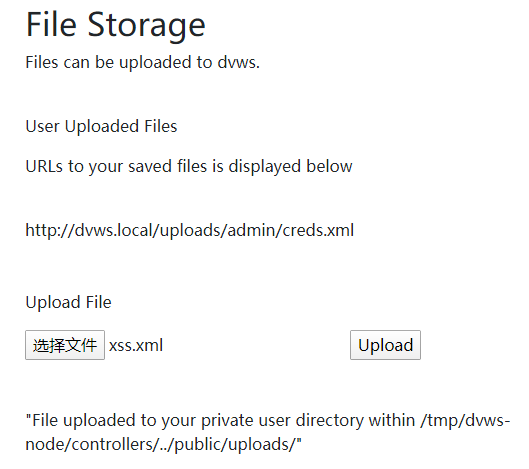 File Storage
Files can be uploaded to dvws.
User Uploaded Files
URLs to your saved files is displayed below
http://dvws.local/uploads/admin/creds.xml
Upload File
选择文件 xss.xml Upload
"File uploaded to your private user directory within /tmp/dvws-
node/controllers/../public/uploads/"